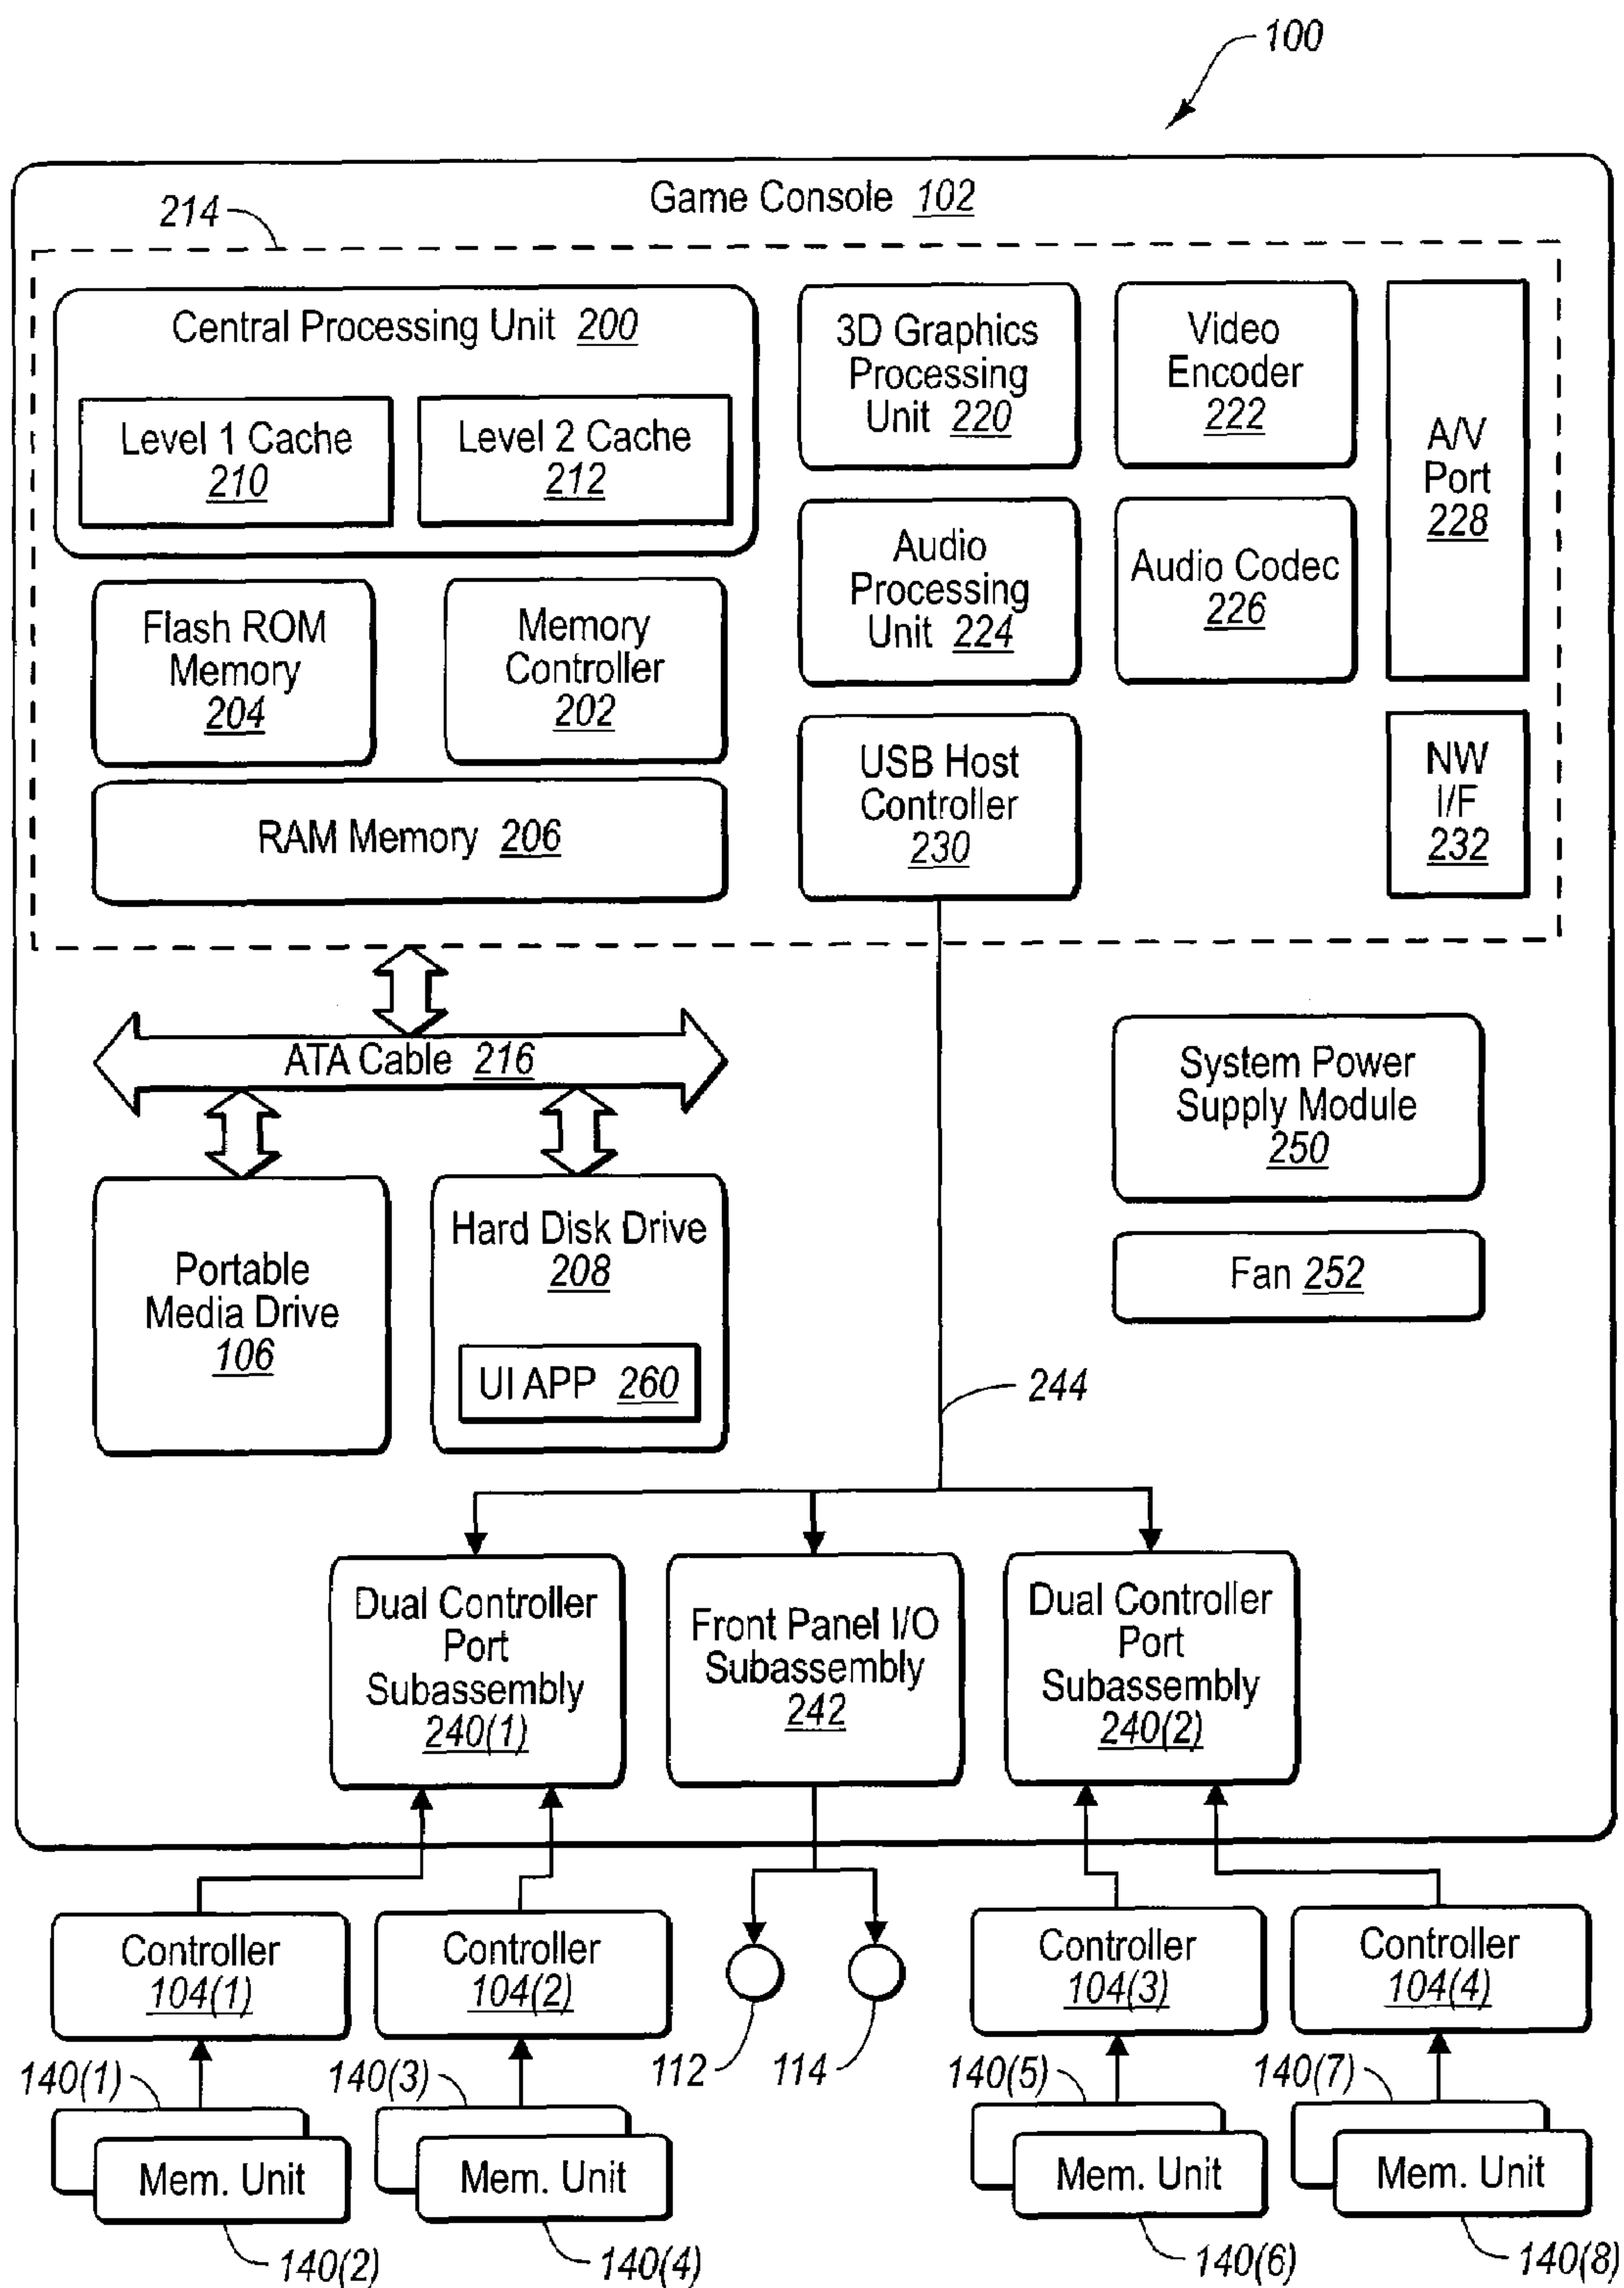 100
Game Console 102
214
Central Processing Unit 200
Level 1 Cache
210
Level 2 Cache
212
3D Graphics
Processing
Unit 220
Video
Encoder
222
A/V
Port
228
Flash ROM
Memory
204
Memory
Controller
202
Audio
Processing
Unit 224
Audio Codec
226
RAM Memory 206
USB Host
Controller
230
NW
I/F
232
ATA Cable 216
System Power
Supply Module
250
Portable
Media Drive
106
Hard Disk Drive
208
UI APP 260
Fan 252
244
Dual Controller
Port
Subassembly
240(1)
Front Panel I/O
Subassembly
242
Dual Controller
Port
Subassembly
240(2)
Controller
104(1)
Controller
104(2)
112
114
Controller
104(3)
Controller
104(4)
140(1)
140(3)
140(5)
140(7)
Mem. Unit
Mem. Unit
Mem. Unit
Mem. Unit
140(2)
140(4)
140(6)
140(8)